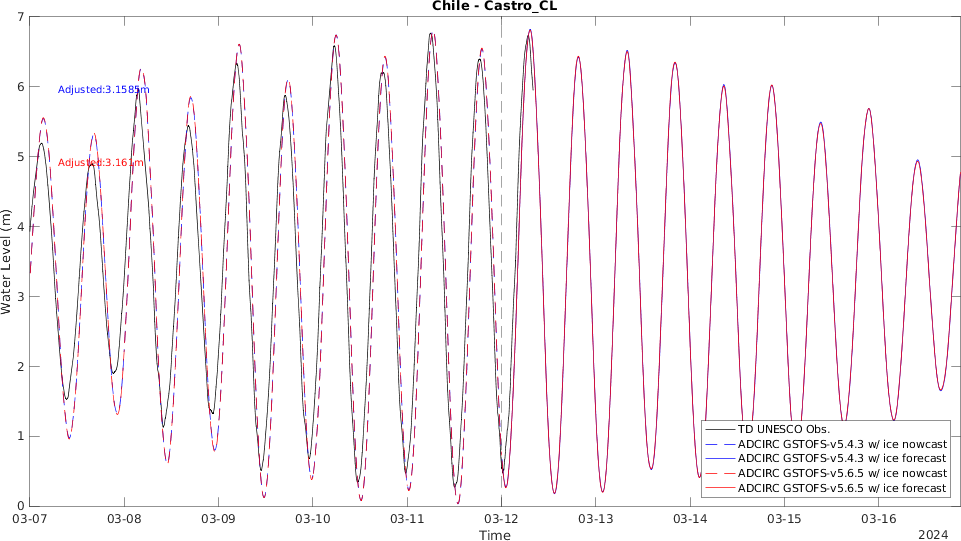 Chile - Castro_CL
7
6
5
4
3
2
1
0
Water Level (m)
Adjusted:3.1585m
Adjusted:3.161m
TD UNESCO Obs.
ADCIRC GSTOFS-v5.4.3 w/ ice nowcast
ADCIRC GSTOFS-v5.4.3 w/ ice forecast
ADCIRC GSTOFS-v5.6.5 w/ ice nowcast
ADCIRC GSTOFS-v5.6.5 w/ ice forecast
03-07 03-08 03-09 03-10 03-11 03-12 03-13 03-14 03-15 03-16
Time
2024